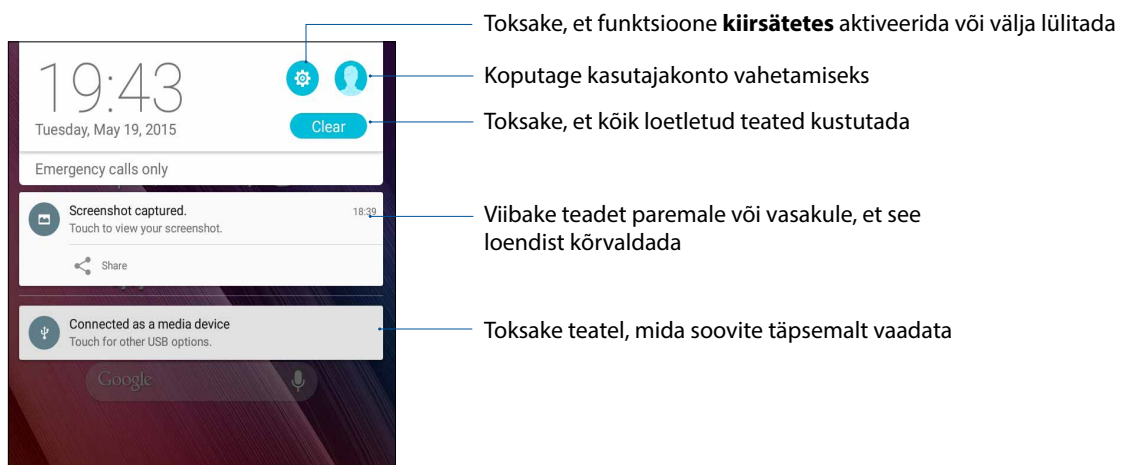 Toksake, et funktsioone kiirsätetes aktiveerida või välja lülitada
19:43
Koputage kasutajakonto vahetamiseks
Tuesday, May 19, 2015
Clear
Toksake, et kõik loetletud teated kustutada
Emergency calls only
Screenshot captured.
18:39
Touch to view your screenshot.
Viibake teadet paremale või vasakule, et see
loendist kõrvaldada
Share
Connected as a media device
Touch for other USB options.
Toksake teatel, mida soovite täpsemalt vaadata
Google